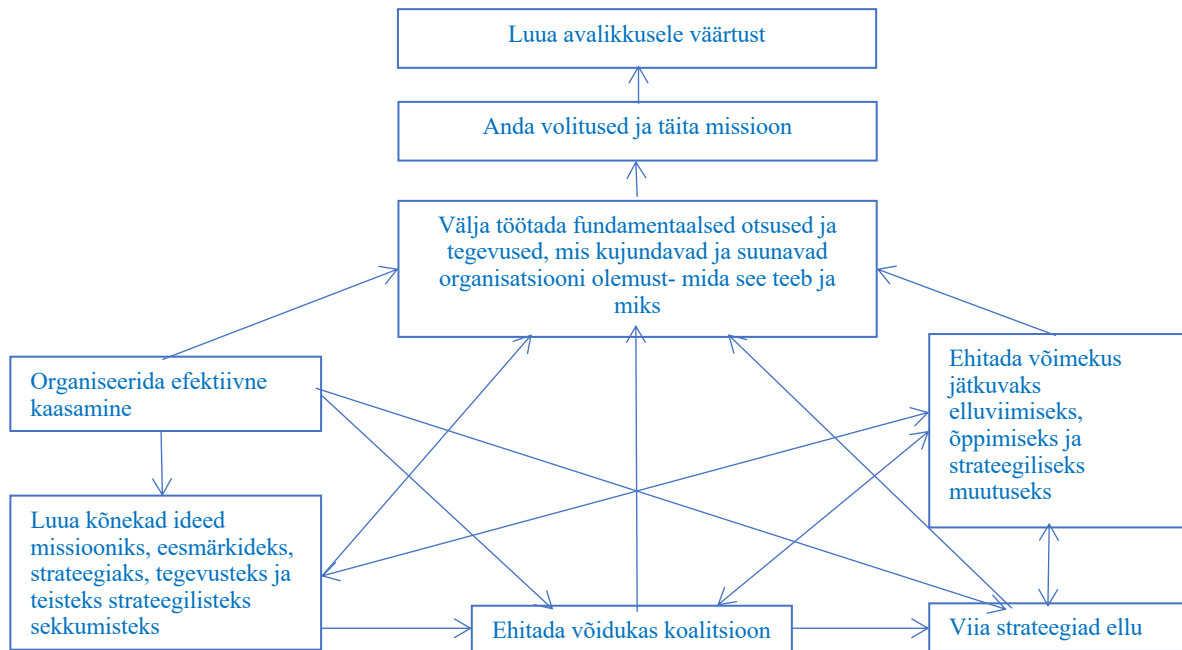 Luua avalikkusele väärtust
Anda volitused ja täita missioon
Välja töötada fundamentaalsed otsused ja
tegevused, mis kujundavad ja suunavad
organisatsiooni olemust- mida see teeb ja
miks
Organiseerida efektiivne
kaasamine
Ehitada võimekus
jätkuvaks
elluviimiseks,
õppimiseks ja
strateegiliseks
muutuseks
Luua kõnekad ideed
missiooniks, eesmärkideks,
strateegiaks, tegevusteks ja
teisteks strateegilisteks
sekkumisteks
Ehitada võidukas koalitsioon
Viia strateegiad ellu